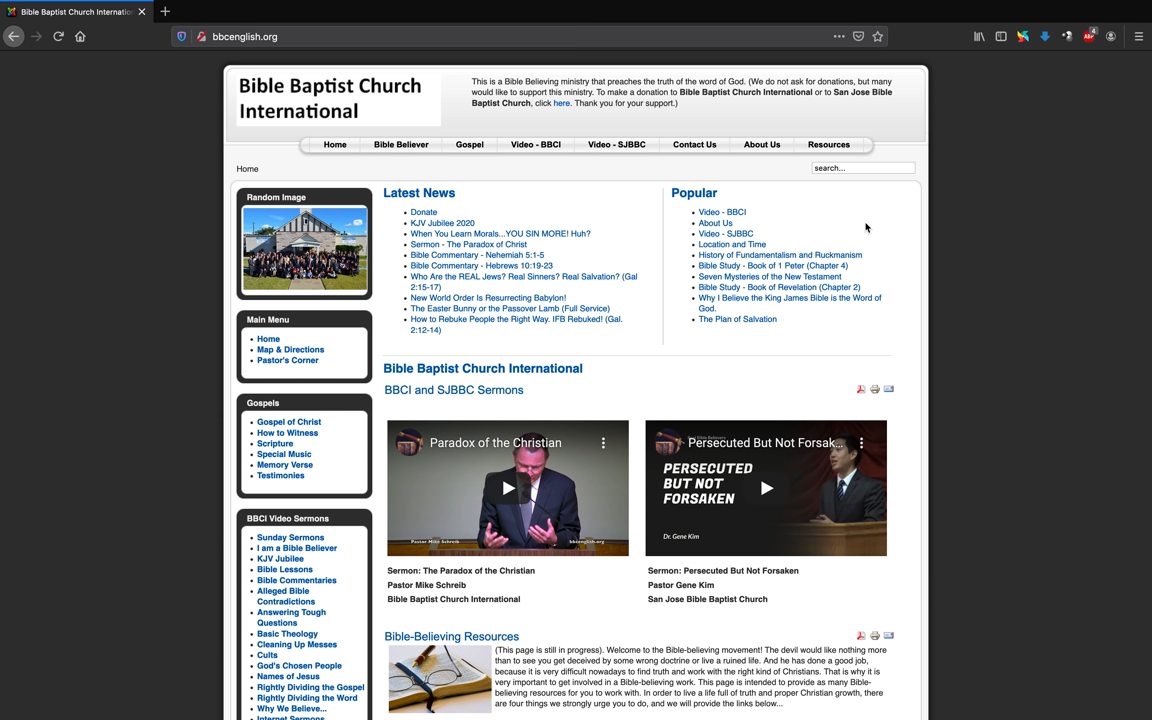 Bible Baptist Church Internation
bbcenglish.org
4
ABP
Bible Baptist Church
International
This is a Bible Believing ministry that preaches the truth of the word of God. (We do not ask for donations, but many
would like to support this ministry. To make a donation to Bible Baptist Church International or to San Jose Bible
Baptist Church, click here. Thank you for your support.)
Home Bible Believer Gospel Video - BBCI Video - SJBBC Contact Us About Us Resources
Home
search...
Random Image
Main Menu
Home
Map & Directions
Pastor's Corner
Gospels
Gospel of Christ
How to Witness
Scripture
Special Music
Memory Verse
Testimonies
BBCI Video Sermons
Sunday Sermons
I am a Bible Believer
KJV Jubilee
Bible Lessons
Bible Commentaries
Alleged Bible
Contradictions
Answering Tough
Questions
Basic Theology
Cleaning Up Messes
Cults
God's Chosen People
Names of Jesus
Rightly Dividing the Gospel
Rightly Dividing the Word
Why We Believe...
Internet Sermons
Latest News
Donate
KJV Jubilee 2020
When You Learn Morals...YOU SIN MORE! Huh?
Sermon - The Paradox of Christ
Bible Commentary - Nehemiah 5:1-5
Bible Commentary - Hebrews 10:19-23
Who Are the REAL Jews? Real Sinners? Real Salvation? (Gal
2:15-17)
New World Order Is Resurrecting Babylon!
The Easter Bunny or the Passover Lamb (Full Service)
How to Rebuke People the Right Way. IFB Rebuked! (Gal.
2:12-14)
Popular
Video - BBCI
About Us
Video - SJBBC
Location and Time
History of Fundamentalism and Ruckmanism
Bible Study - Book of 1 Peter (Chapter 4)
Seven Mysteries of the New Testament
Bible Study - Book of Revelation (Chapter 2)
Why I Believe the King James Bible is the Word of
God.
The Plan of Salvation
Bible Baptist Church International
BBCI and SJBBC Sermons
Paradox of the Christian
Pastor Mike Schreib
bbcenglish.org
Persecuted But Not Forsak...
PERSECUTED
BUT NOT
FORSAKEN
Dr. Gene Kim
Sermon: The Paradox of the Christian
Pastor Mike Schreib
Bible Baptist Church International
Sermon: Persecuted But Not Forsaken
Pastor Gene Kim
San Jose Bible Baptist Church
Bible-Believing Resources
(This page is still in progress). Welcome to the Bible-believing movement! The devil would like nothing more
than to see you get deceived by some wrong doctrine or live a ruined life. And he has done a good job,
because it is very difficult nowadays to find truth and work with the right kind of Christians. That is why it is
very important to get involved in a Bible-believing work. This page is intended to provide as many Bible-
believing resources for you to work with. In order to live a life full of truth and proper Christian growth, there
are four things we strongly urge you to do, and we will provide the links below...